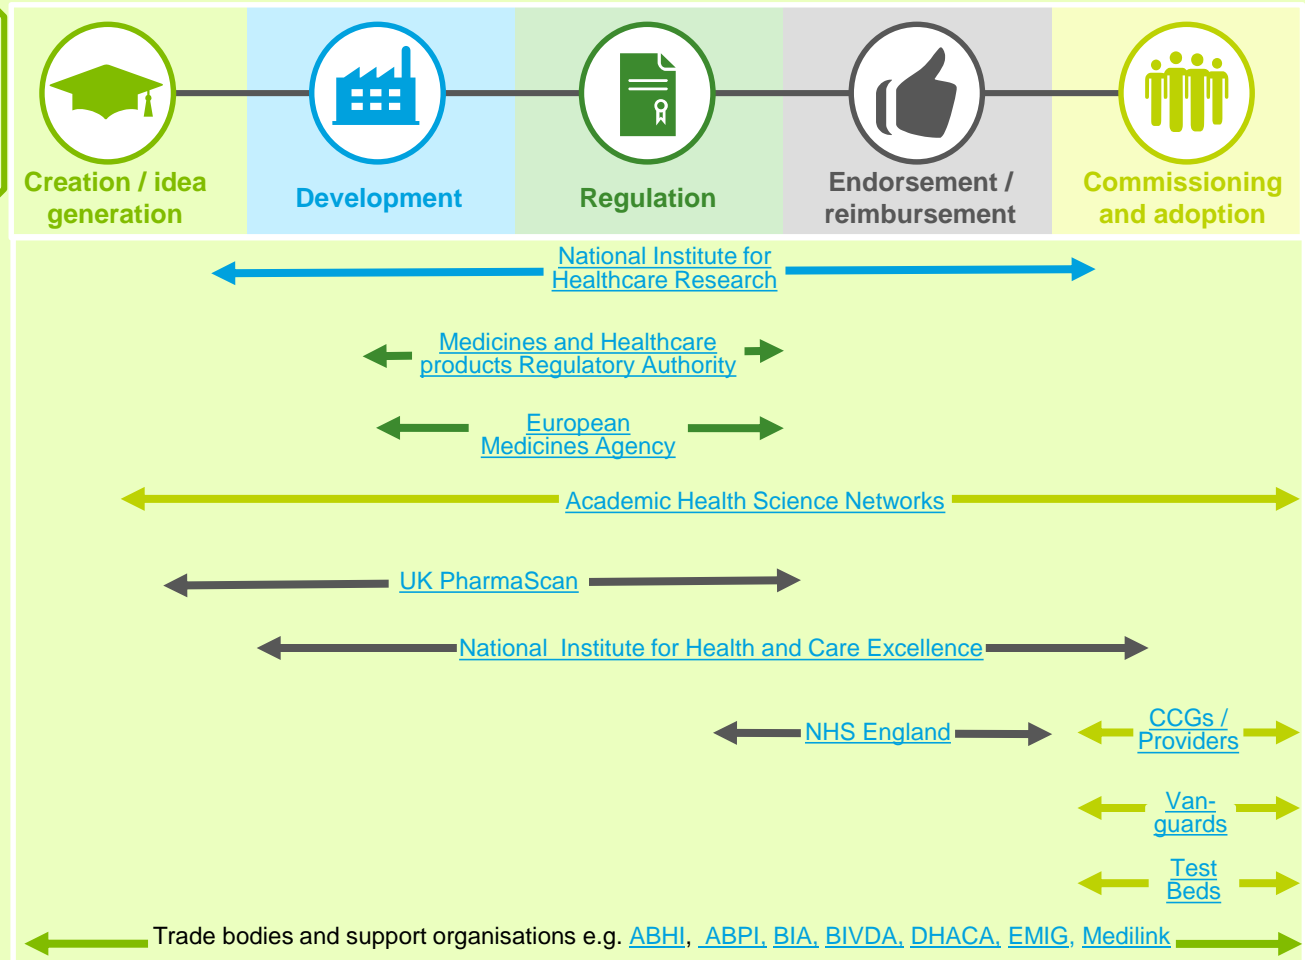 Creation / idea
generation
Development
Regulation
Endorsement /
reimbursement
Commissioning
and adoption
National Institute for
Healthcare Research
Medicines and Healthcare
products Regulatory Authority
European
Medicines Agency
Academic Health Science Networks
UK PharmaScan
National Institute for Health and Care Excellence
NHS England
CCGs /
Providers
Van-
guards
Test
Beds
Trade bodies and support organisations e.g. ABHI, ABPI, BIA, BIVDA, DHACA, EMIG, Medilink